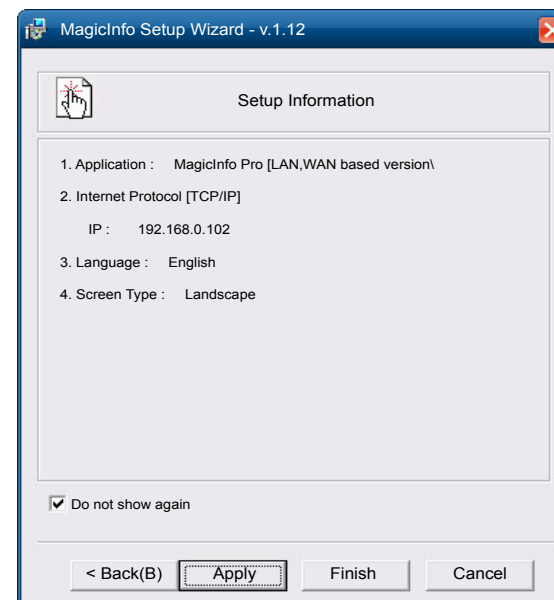 MagicInfo Setup Wizard - v.1.12
Setup Information
1. Application : MagicInfo Pro [LAN,WAN based version\
2. Internet Protocol [TCP/IP]
IP : 192.168.0.102
3. Language : English
4. Screen Type : Landscape
Do not show again
< Back(B) Apply Finish Cancel